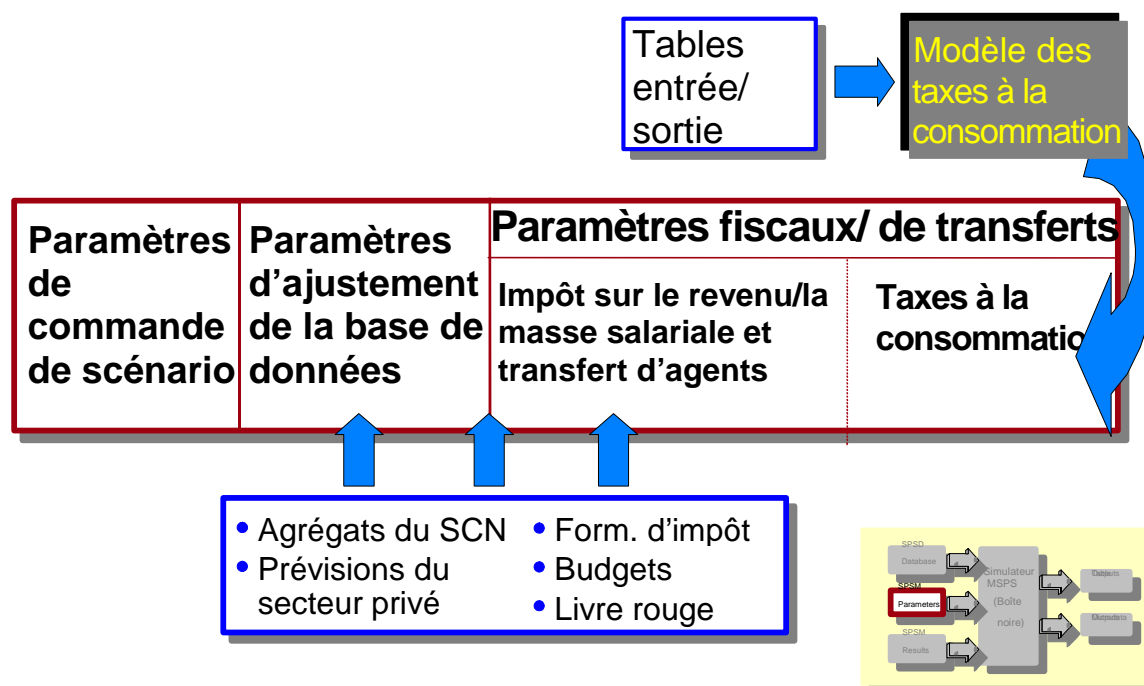 Tables
entrée/
sortie
Modèle des
taxes à la
consommation
Paramètres
de
commande
de scénario
Paramètres
d’ajustement
de la base de
données
Paramètres fiscaux/ de transferts
Impôt sur le revenu/la
masse salariale et
transfert d’agents
Taxes à la
consommatio
• Agrégats du SCN
• Prévisions du
secteur privé
• Form. d’impôt
• Budgets
• Livre rouge
SPSD
Database
SPSM
Parameters
SPSM
Results
Simulateur
MSPS
(Boîte
noire)